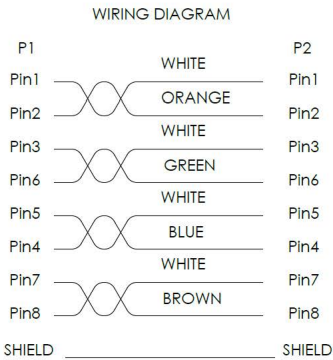 WIRING DIAGRAM
P1 P2
WHITE
Pin1 Pin1
ORANGE
Pin2 Pin2
WHITE
Pin3 Pin3
GREEN
Pin6 Pin6
WHITE
Pin5 Pin5
BLUE
Pin4 Pin4
WHITE
Pin7 Pin7
BROWN
Pin8 Pin8
SHIELD SHIELD